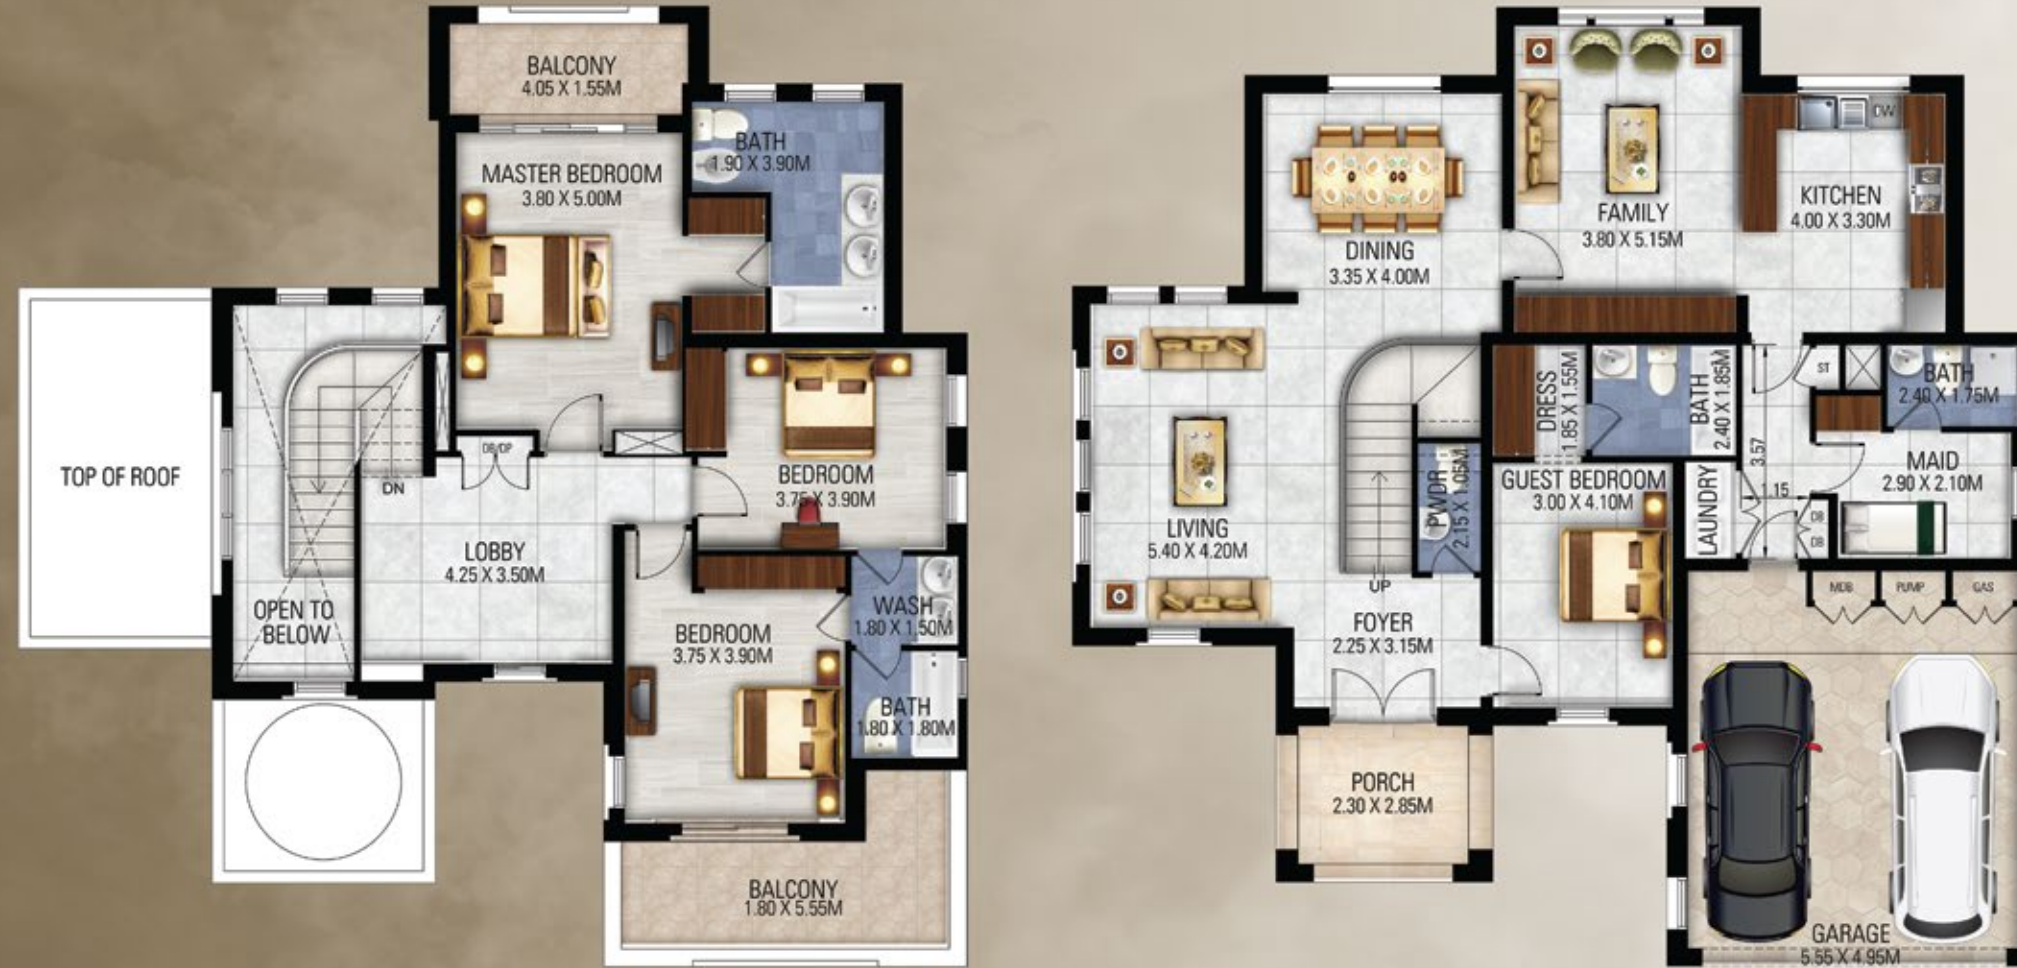 BALCONY
4.05 X 1.55M
BATH
1.90 X 3.90M
MASTER BEDROOM
3.80 X 5.00M
TOP OF ROOF
DB/DP
DN
BEDROOM
3.75 X 3.90M
LOBBY
4.25 X 3.50M
OPEN TO
BELOW
BEDROOM
3.75 X 3.90M
WASH
1.80 X 1.50M
BATH
1.80 X 1.80M
BALCONY
1.80 X 5.55M
DW
FAMILY
3.80 X 5.15M
KITCHEN
4.00 X 3.30M
DINING
3.35 X 4.00M
DRESS
1.85 X 1.55M
BATH
2.40 X 1.85M
ST
BATH
2.40 X 1.75M
3.57
1.15
MAID
2.90 X 2.10M
GUEST BEDROOM
3.00 X 4.10M
LAUNDRY
DB
DB
PWDR
2.15 X 1.05M
LIVING
5.40 X 4.20M
UP
FOYER
2.25 X 3.15M
MDB
PUMP
GAS
PORCH
2.30 X 2.85M
GARAGE
5.55 X 4.95M